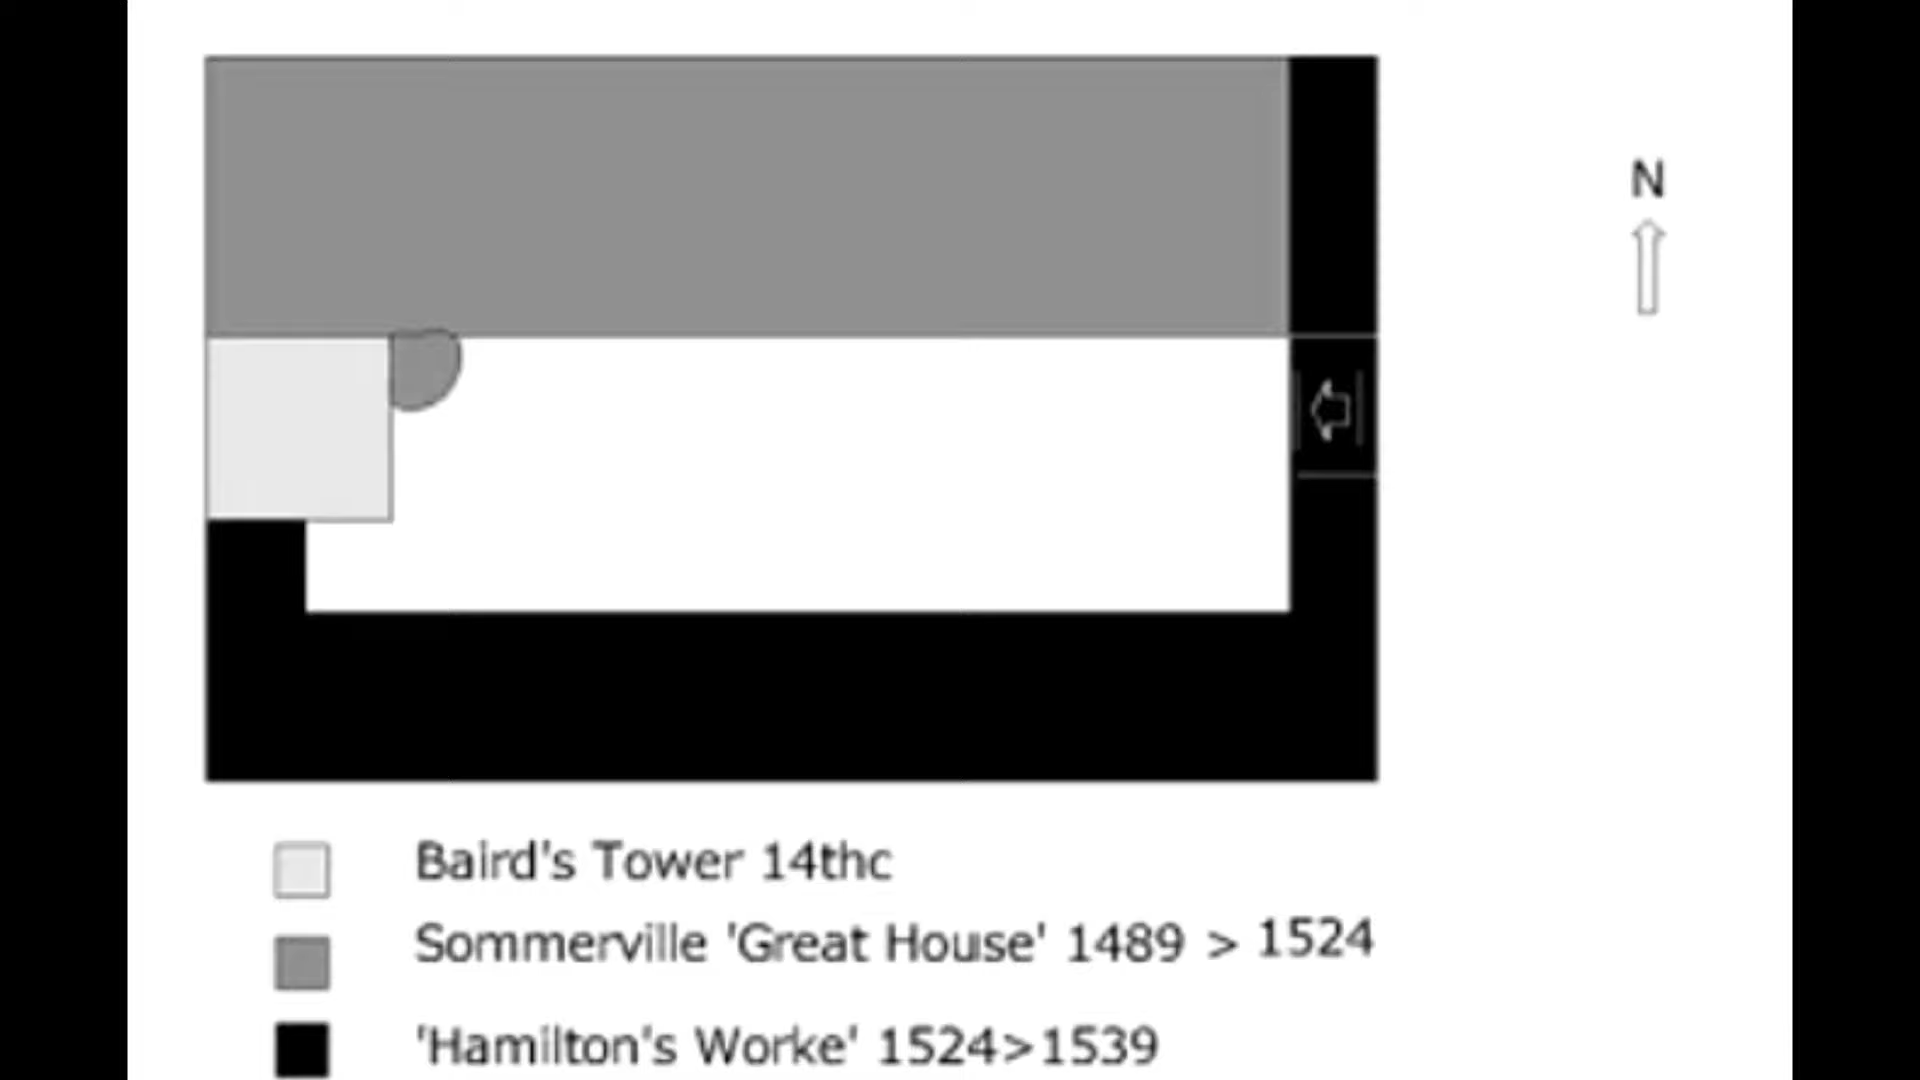 N
Baird's Tower 14thc
Sommerville 'Great House' 1489 > 1524
'Hamilton's Worke' 1524>1539